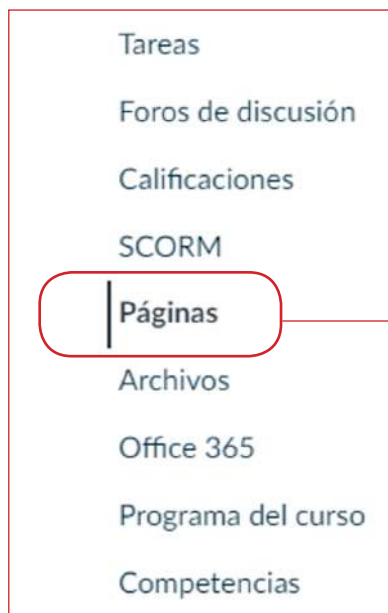 Tareas
Foros de discusión
Calificaciones
SCORM
Páginas
Archivos
Office 365
Programa del curso
Competencias